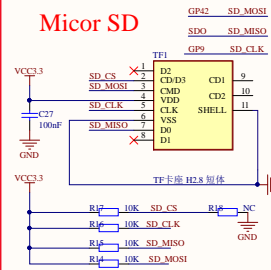 Micor SD
GP42 SD_MOSI
SDO SD_MISO
GP9 SD_CLK
TF1
VCC3.3
C27
100nF
GND
SD_CS
SD_MOSI
SD_CLK
SD_MISO
1 D2
2 CD/D3
3 CMD
4 VDD
5 CLK
6 VSS
7 D0
8 D1
CD1 9
CD2 10
SHELL 11
TF卡座 H2.8 短体
VCC3.3
R17 10K SD_CS R18 NC
R16 10K SD_CLK
GND
R15 10K SD_MISO
R14 10K SD_MOSI